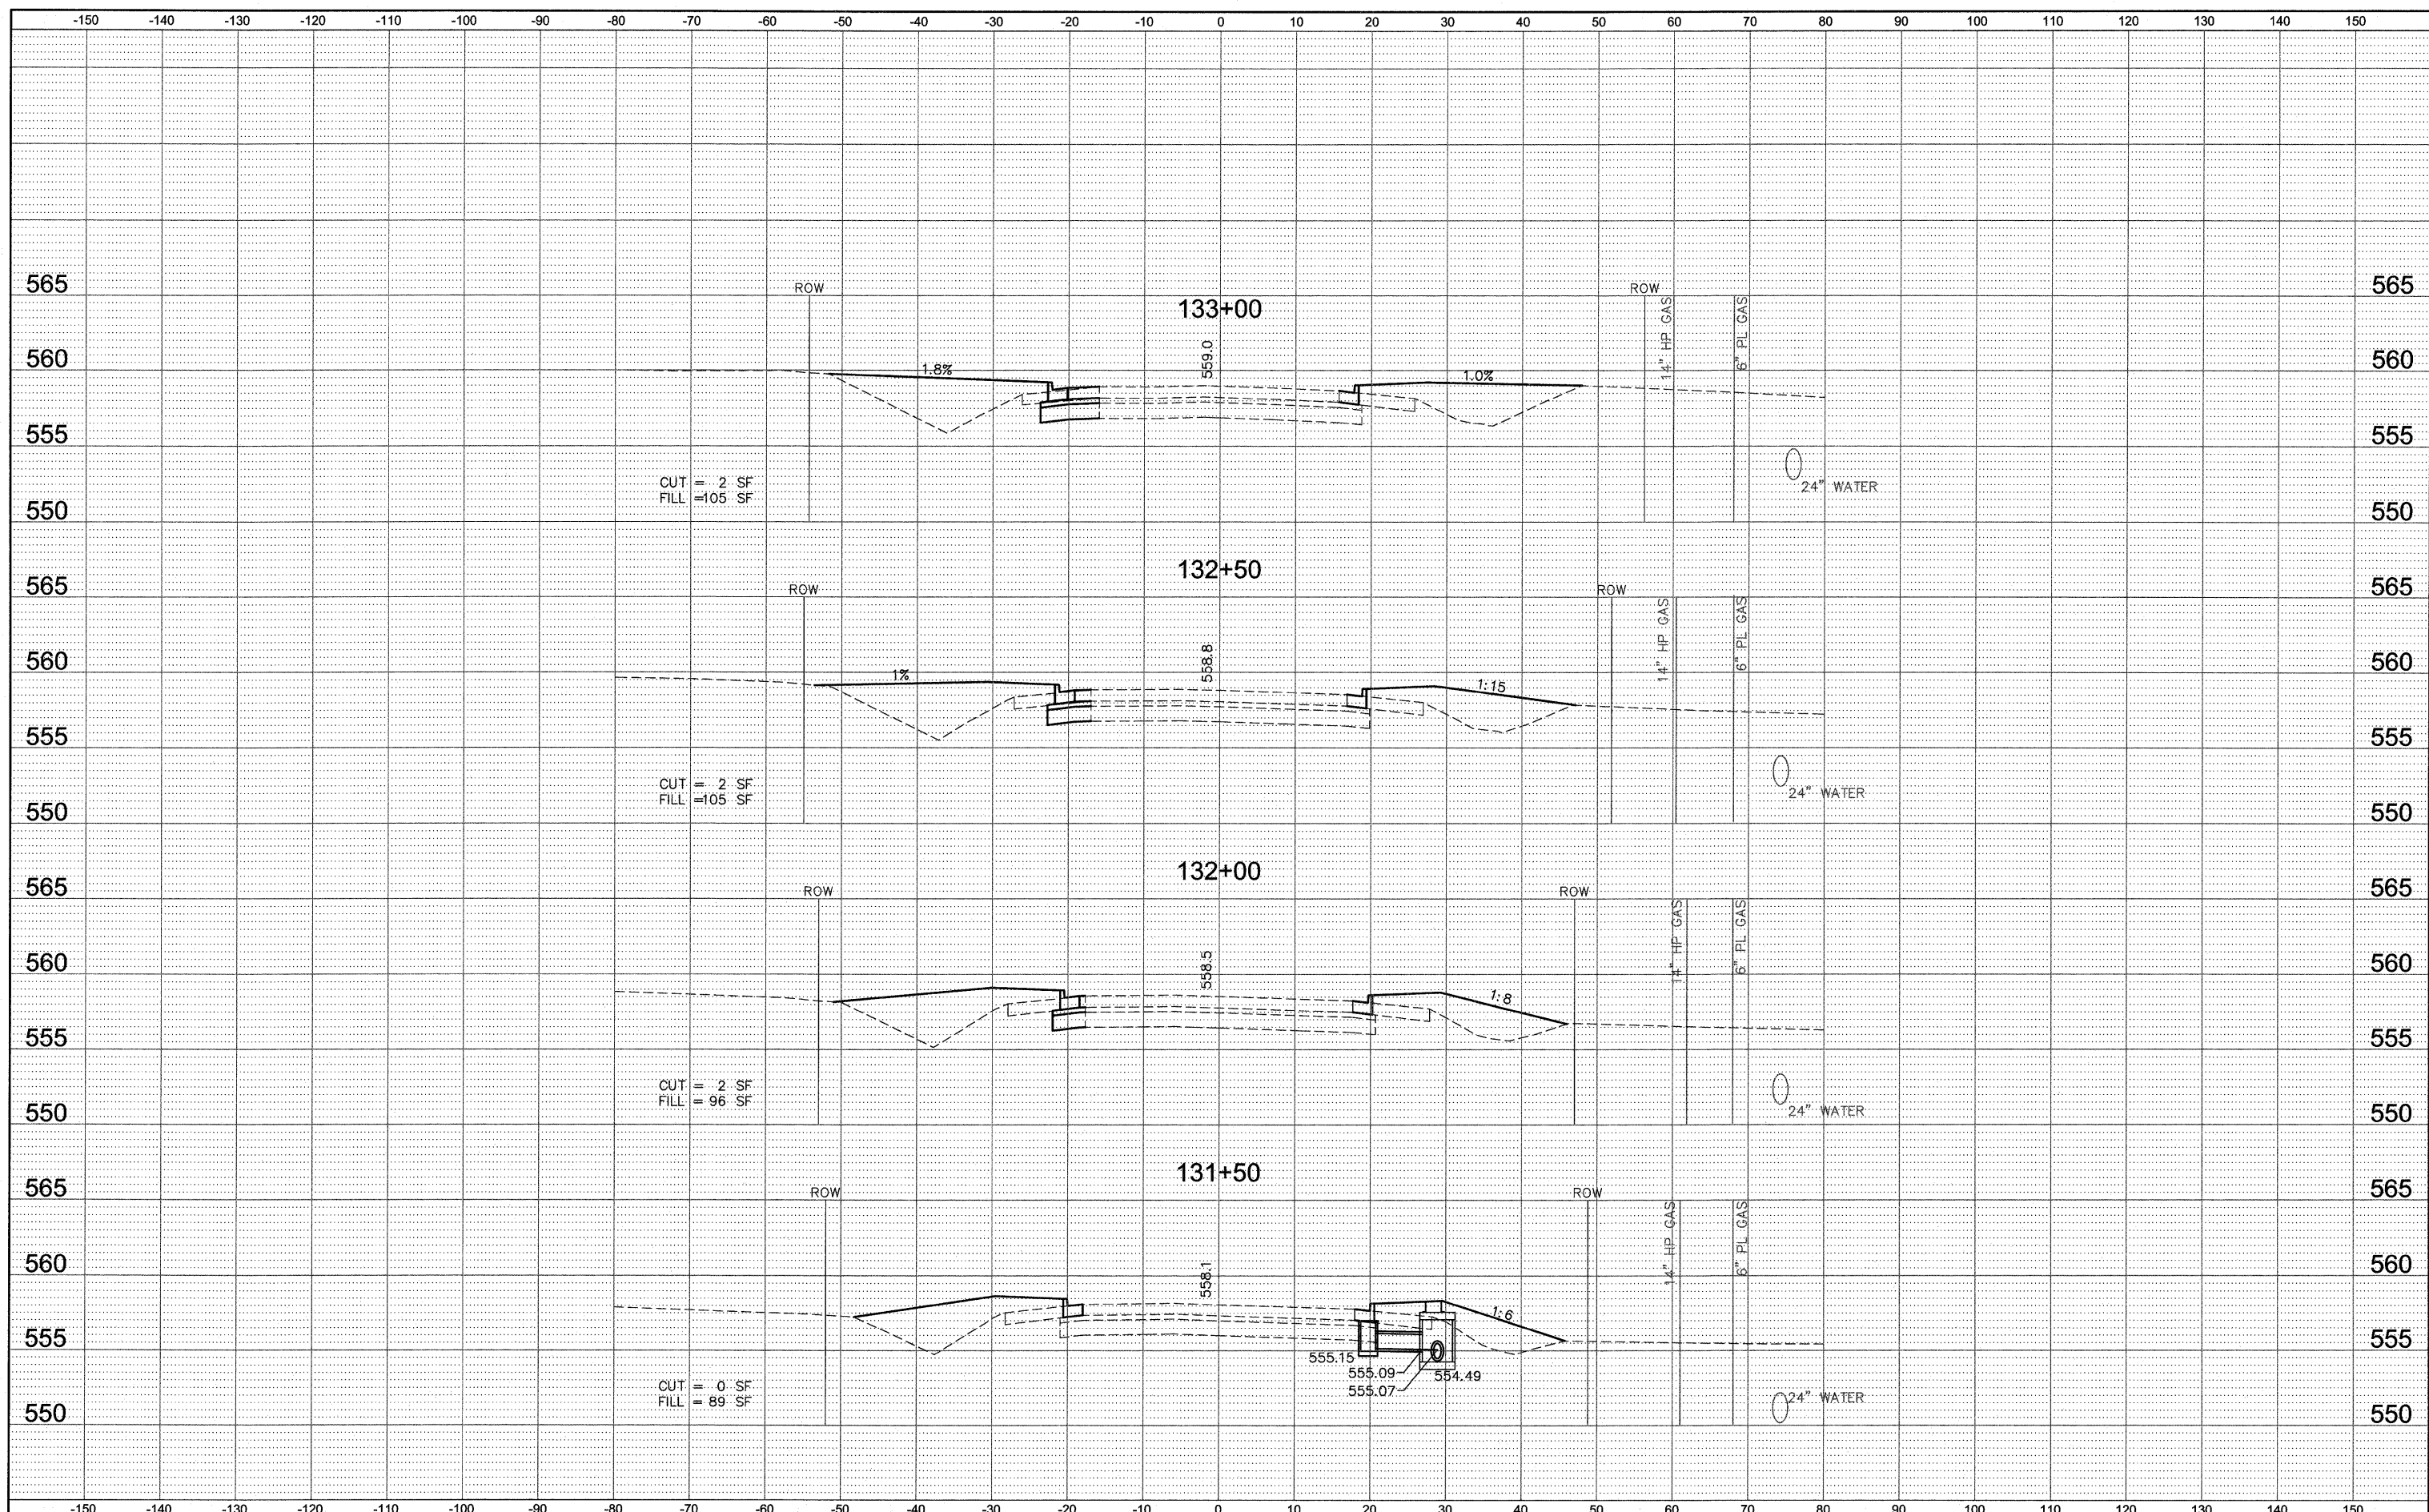 -150 -140 -130 -120 -110 -100 -90 -80 -70 -60 -50 -40 -30 -20 -10 0 10 20 30 40 50 60 70 80 90 100 110 120 130 140 150
565 ROW ROW 565
133+00
14" HP GAS
6" PL GAS
559.0
560 560
1.8% 1.0%
555 555
CUT = 2 SF
FILL =105 SF
24" WATER
550 550
132+50
565 ROW ROW 565
14" HP GAS
6" PL GAS
558.8
560 560
1% 1:15
555 555
CUT = 2 SF
FILL =105 SF
24" WATER
550 550
132+00
565 ROW ROW 565
14" HP GAS
6" PL GAS
558.5
560 560
1:8
555 555
CUT = 2 SF
FILL = 96 SF
24" WATER
550 550
131+50
565 ROW ROW 565
14" HP GAS
6" PL GAS
558.1
560 560
1:6
555 555
555.15
555.09
554.49
555.07
CUT = 0 SF
FILL = 89 SF
24" WATER
550 550
-150 -140 -130 -120 -110 -100 -90 -80 -70 -60 -50 -40 -30 -20 -10 0 10 20 30 40 50 60 70 80 90 100 110 120 130 140 150